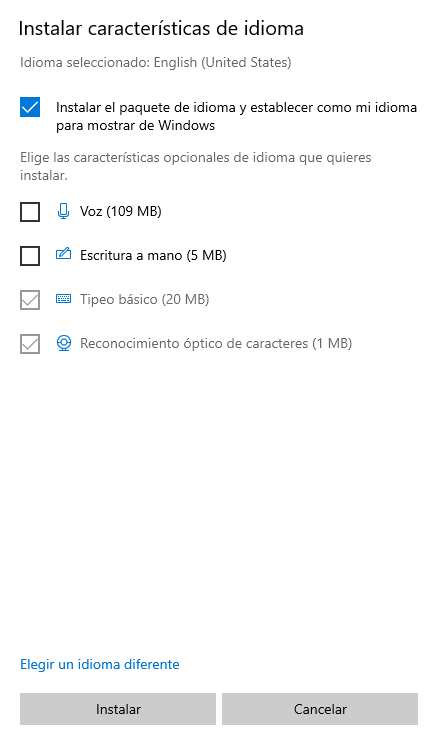 Instalar características de idioma
Idioma seleccionado: English (United States)
Instalar el paquete de idioma y establecer como mi idioma
para mostrar de Windows
Elige las características opcionales de idioma que quieres
instalar.
Voz (109 MB)
Escritura a mano (5 MB)
Tipeo básico (20 MB)
Reconocimiento óptico de caracteres (1 MB)
Elegir un idioma diferente
Instalar
Cancelar